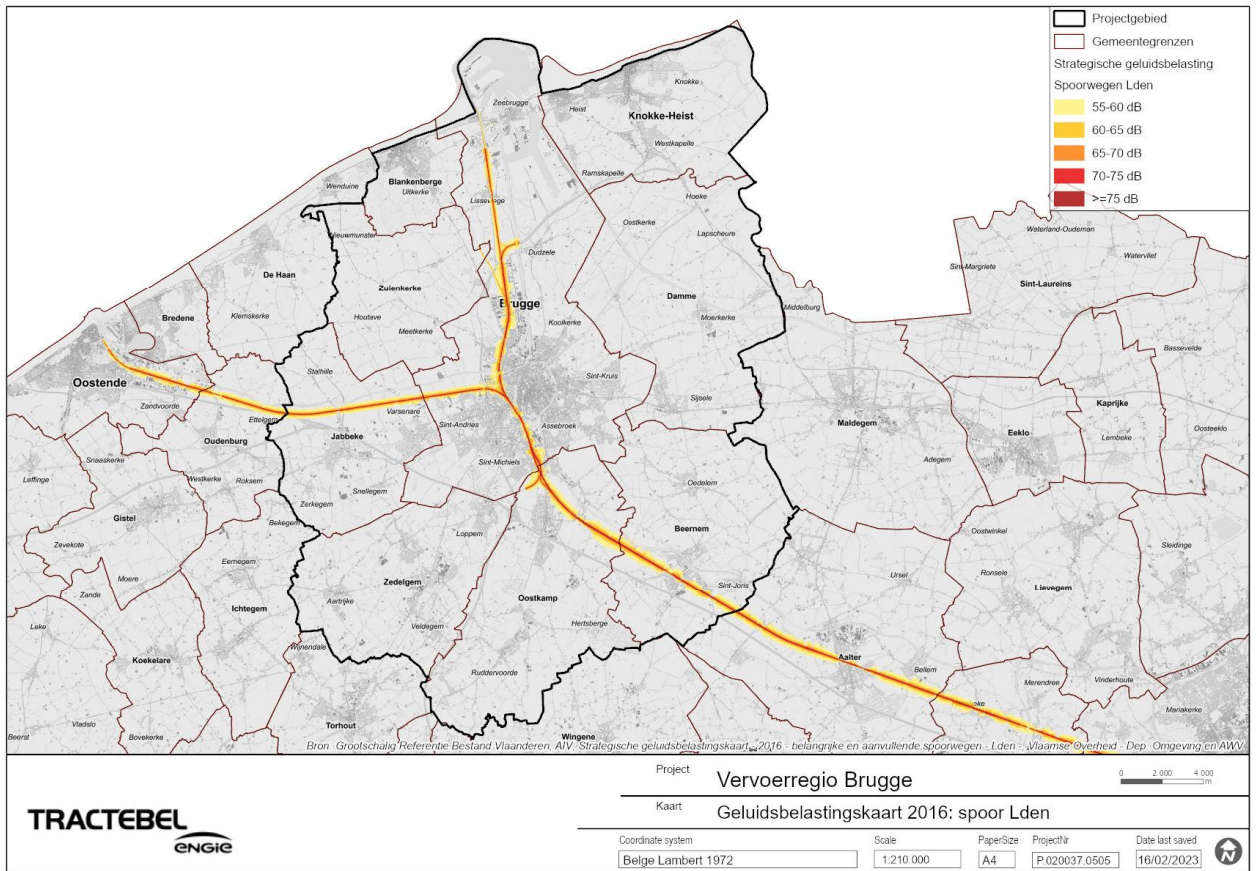 Projectgebied
Gemeentegrenzen
Strategische geluidsbelasting
Spoorwegen Lden
55-60 dB
60-65 dB
65-70 dB
70-75 dB
>=75 dB
Zeebrugge
Knokke
Heist
Knokke-Heist
Westkapelle
Ramskapelle
Blankenberge
Uitkerke
Wenduine
Lissewege
Hoeke
Oostkerke
Lapscheure
Nieuwmunster
Dudzele
Waterland-Oudeman
Watervliet
Sint-Margriete
Sint-Laureins
De Haan
Zuienkerke
Damme
Brugge
Middelburg
Bredene
Klemskerke
Houtave
Meetkerke
Koolkerke
Moerkerke
Bassevelde
Oostende
Stalhille
Sint-Kruis
Sijsele
Kaprijke
Zandvoorde
Ettelgem
Varsenare
Sint-Andries
Assebroek
Maldegem
Eeklo
Lembeke
Oosteeklo
Oudenburg
Jabbeke
Snaaskerke
Sint-Michiels
Adegem
Leffinge
Westkerke
Roksem
Snellegem
Oedelem
Gistel
Zerkegem
Bekegem
Loppem
Beernem
Oostwinkel
Sleidinge
Zevekote
Eernegem
Moere
Zedelgem
Sint-Joris
Ursel
Ronsele
Lievegem
Zande
Ichtegem
Aartrijke
Oostkamp
Leke
Veldegem
Hertsberge
Wijnendale
Koekelare
Aalter
Bellem
Ruddervoorde
Merendree
Vinderhoute
Vladslo
Torhout
Mariakerke
Beerst
Bovekerke
Wingene
Bron: Grootschalig Referentie Bestand Vlaanderen, AIV, Strategische geluidsbelastingskaart, 2016 - belangrijke en aanvullende spoorwegen - Lden -, Vlaamse Overheid - Dep. Omgeving en AWV
TRACTEBEL
ENGIE
Project
Vervoerregio Brugge
0 2 000 4 000
m
Kaart
Geluidsbelastingskaart 2016: spoor Lden
Coordinate system
Scale
PaperSize
ProjectNr
Date last saved
Belge Lambert 1972
1:210 000
A4
P.020037.0505
16/02/2023
N